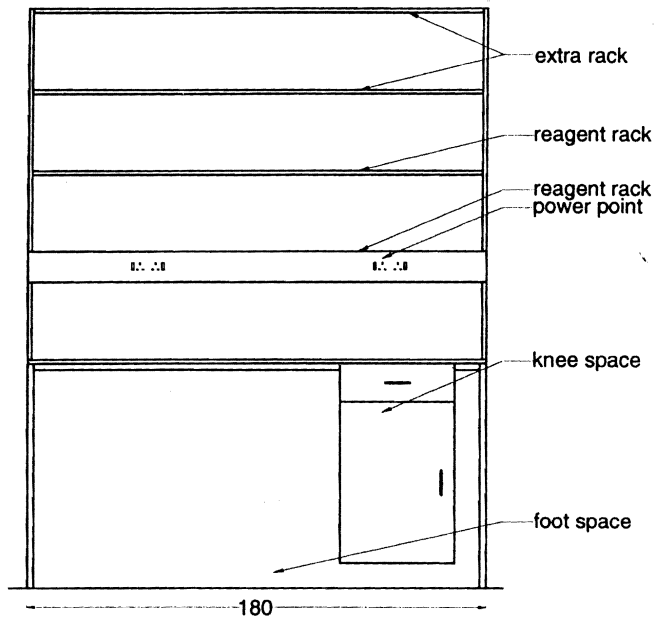 extra rack
reagent rack
reagent rack
power point
knee space
foot space
180